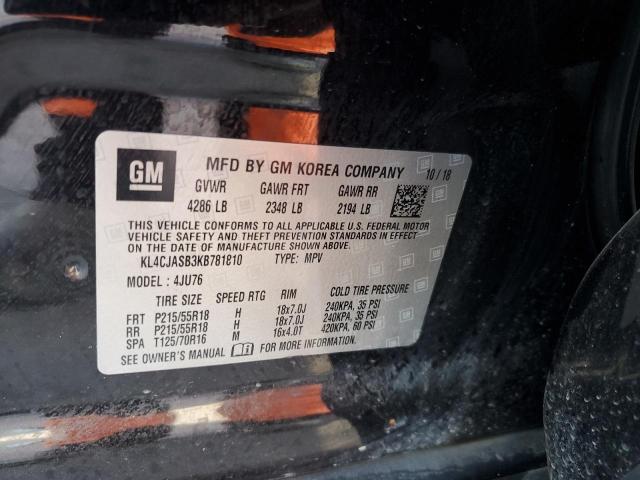 GM MFD BY GM KOREA COMPANY 10/18
GVWR GAWR FRT GAWR RR
4286 LB 2348 LB 2194 LB
THIS VEHICLE CONFORMS TO ALL APPLICABLE U.S. FEDERAL MOTOR
VEHICLE SAFETY AND THEFT PREVENTION STANDARDS IN EFFECT
ON THE DATE OF MANUFACTURE SHOWN ABOVE.
KL4CJASB3KB781810 TYPE: MPV
MODEL: 4JU76
TIRE SIZE SPEED RTG RIM COLD TIRE PRESSURE
FRT P215/55R18 H 18x7.0J 240KPA, 35 PSI
RR P215/55R18 H 18x7.0J 240KPA, 35 PSI
SPA T125/70R16 M 16x4.0T 420KPA, 60 PSI
SEE OWNER'S MANUAL FOR MORE INFORMATION.